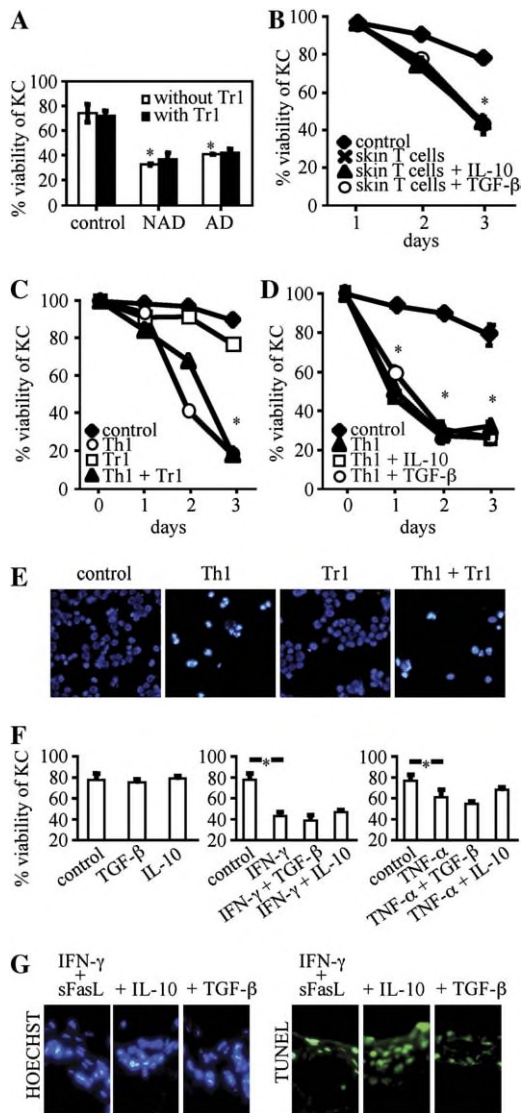 A
% viability of KC
100
80
60
40
20
0
without Tr1
with Tr1
*
*
control NAD AD
B
% viability of KC
100
80
60
40
20
0
*
control
skin T cells
skin T cells + IL-10
skin T cells + TGF-β
1 2 3
days
C
% viability of KC
100
80
60
40
20
0
*
control
Th1
Tr1
Th1 + Tr1
0 1 2 3
days
D
% viability of KC
100
80
60
40
20
0
* * *
control
Th1
Th1 + IL-10
Th1 + TGF-β
0 1 2 3
days
E
control Th1 Tr1 Th1 + Tr1
F
% viability of KC
100
80
60
40
20
control
TGF-β
IL-10
100
80
60
40
20
*
control
IFN-γ
IFN-γ + TGF-β
IFN-γ + IL-10
100
80
60
40
20
*
control
TNF-α
TNF-α + TGF-β
TNF-α + IL-10
G
IFN-γ
+
sFasL + IL-10 + TGF-β
HOECHST
IFN-γ
+
sFasL + IL-10 + TGF-β
TUNEL